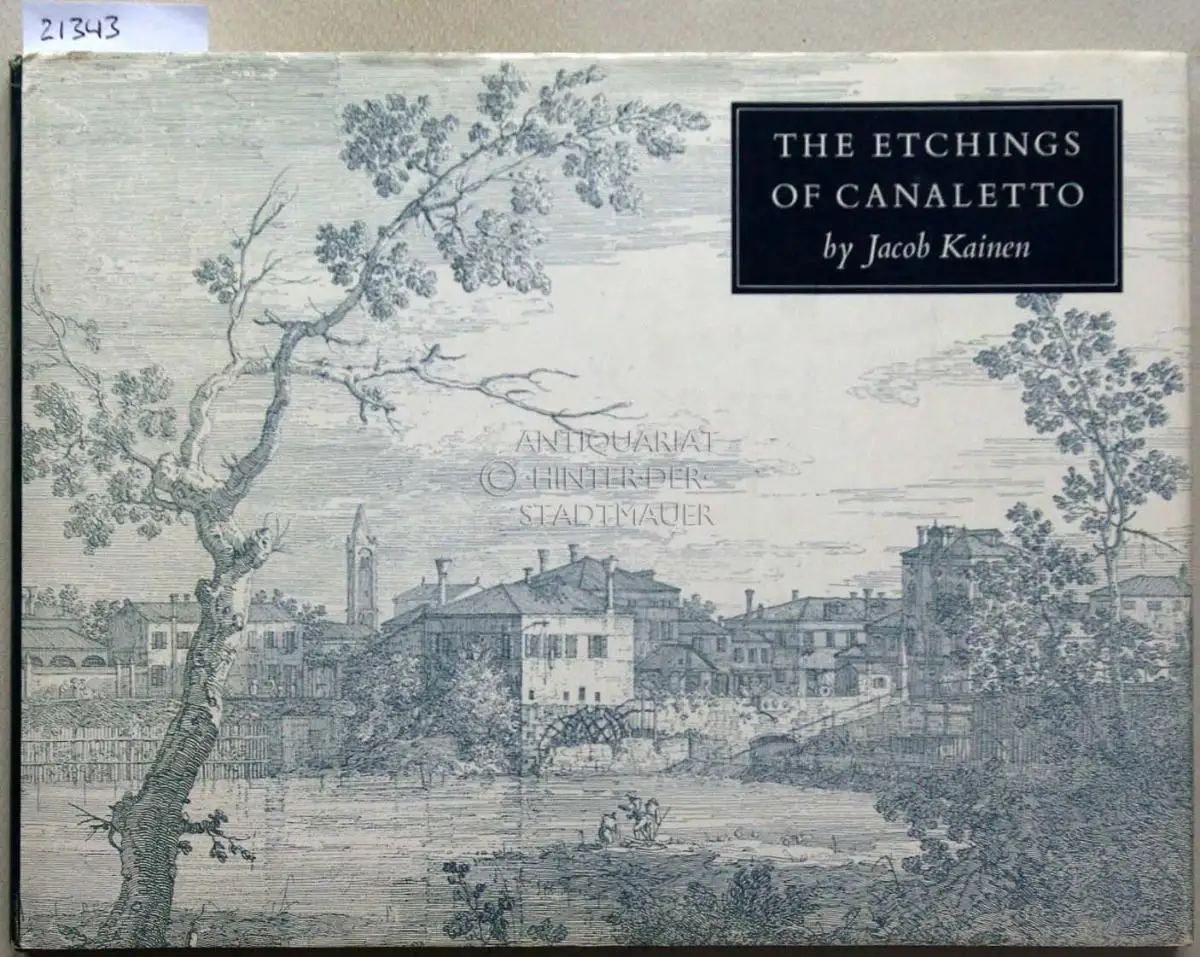 21343
THE ETCHINGS
OF CANALETTO
by Jacob Kainen
ANTIQUARIAT
©·HINTER·DER·
STADTMAUER